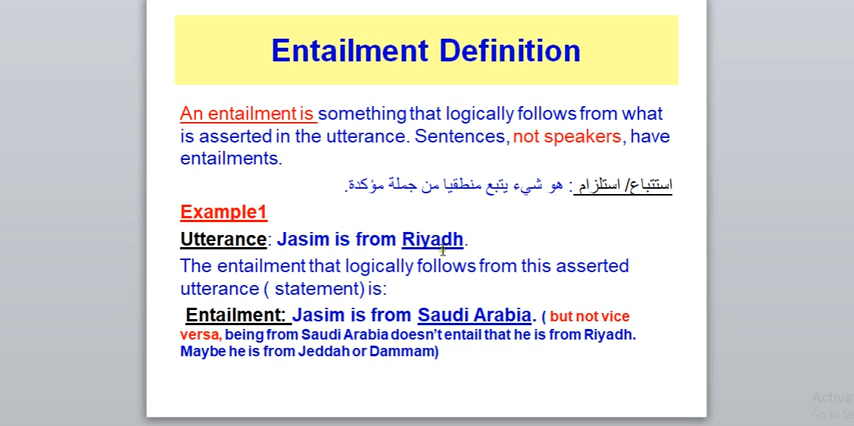 Entailment Definition
An entailment is something that logically follows from what
is asserted in the utterance. Sentences, not speakers, have
entailments.
استتباع/ استلزام : هو شيء يتبع منطقيا من جملة مؤكدة.
Example1
Utterance: Jasim is from Riyadh.
The entailment that logically follows from this asserted
utterance ( statement) is:
Entailment: Jasim is from Saudi Arabia. ( but not vice
versa, being from Saudi Arabia doesn't entail that he is from Riyadh.
Maybe he is from Jeddah or Dammam)